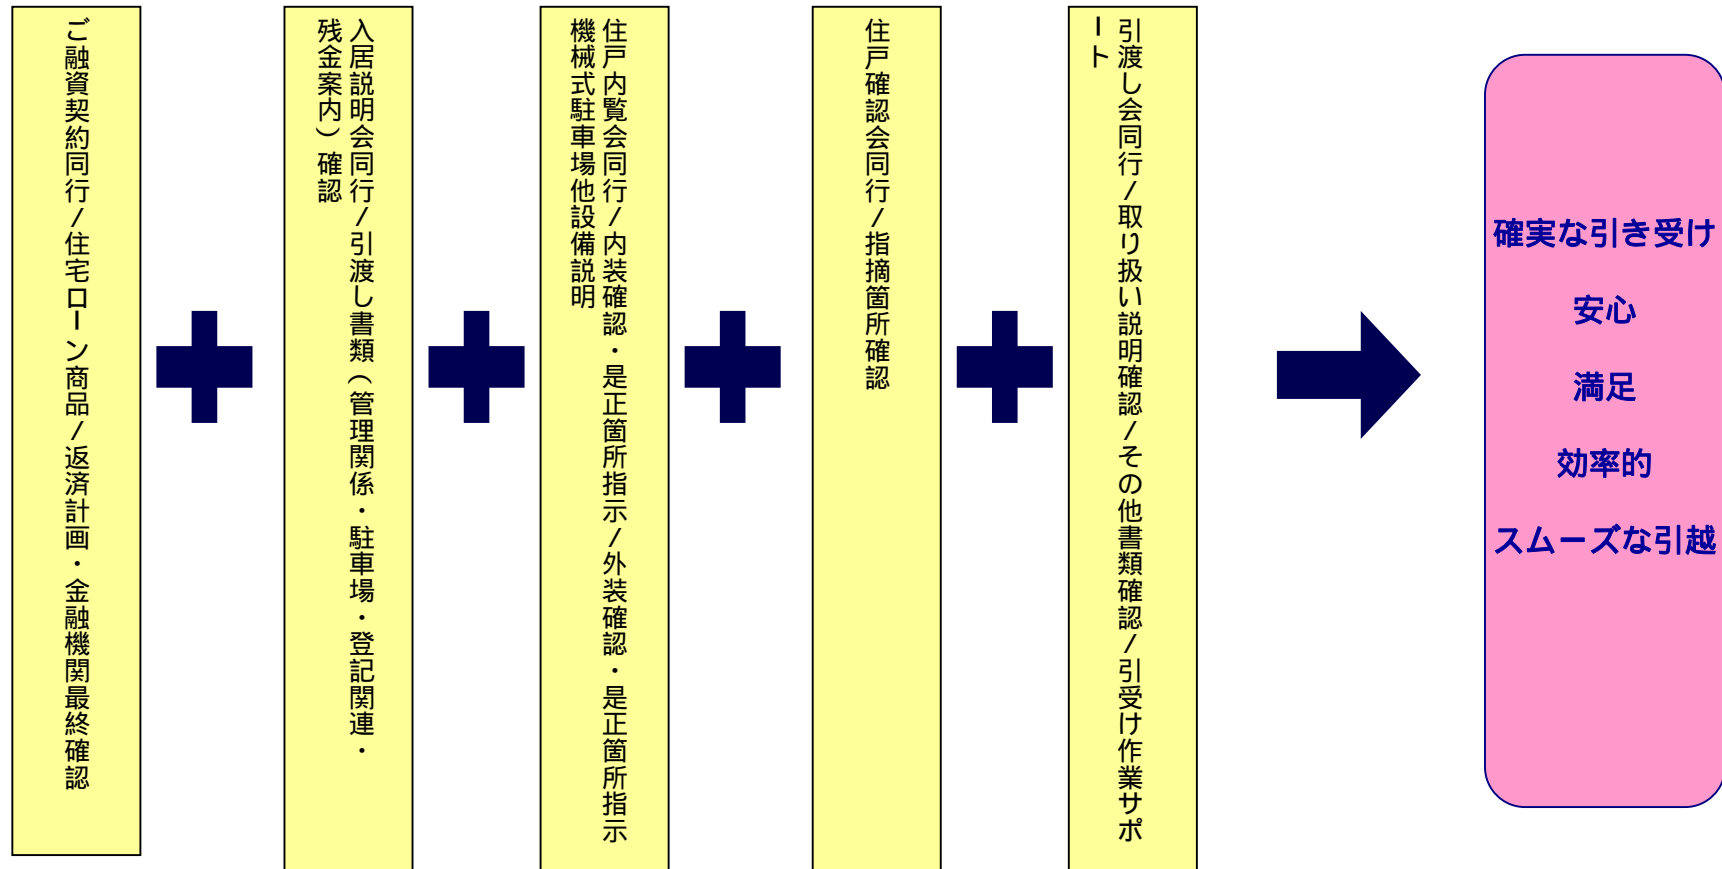 ご融資契約同行/住宅ローン商品/返済計画・金融機関最終確認
入居説明会同行/引渡し書類(管理関係・駐車場・登記関連・
残金案内)確認
住戸内覧会同行/内装確認・是正箇所指示/外装確認・是正箇所指示
機械式駐車場他設備説明
住戸確認会同行/指摘箇所確認
引渡し会同行/取り扱い説明確認/その他書類確認/引受け作業サポ
ート
確実な引き受け
安心
満足
効率的
スムーズな引越